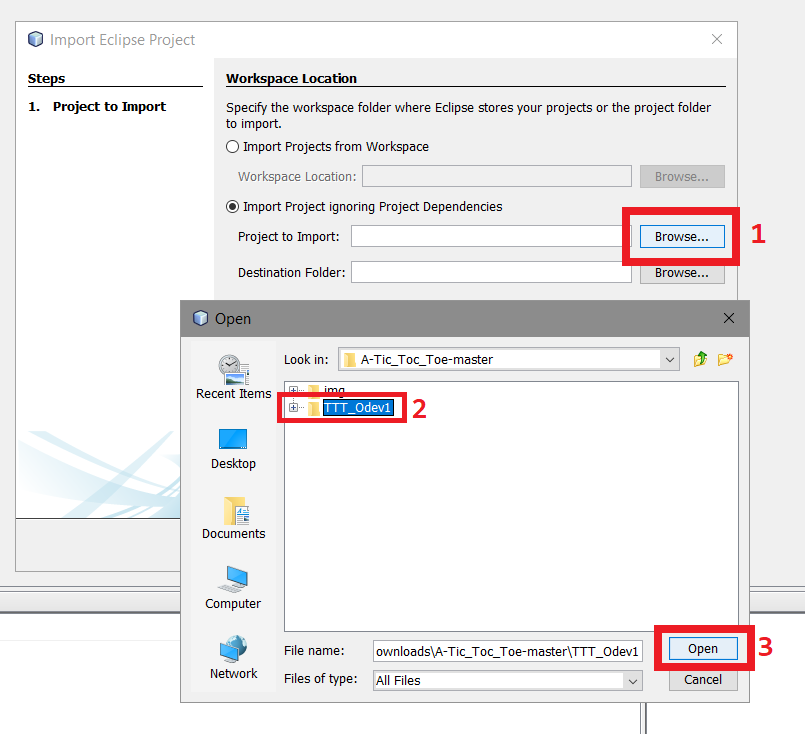 Import Eclipse Project
Steps
1. Project to Import
Workspace Location
Specify the workspace folder where Eclipse stores your projects or the project folder
to import.
Import Projects from Workspace
Workspace Location:
Browse...
Import Project ignoring Project Dependencies
Project to Import:
Browse...
1
Destination Folder:
Browse...
Open
Look in:
A-Tic_Toc_Toe-master
Recent Items
Desktop
Documents
Computer
Network
img
TTT_Odev1
2
File name:
ownloads\A-Tic_Toc_Toe-master\TTT_Odev1
Open
3
Files of type:
All Files
Cancel